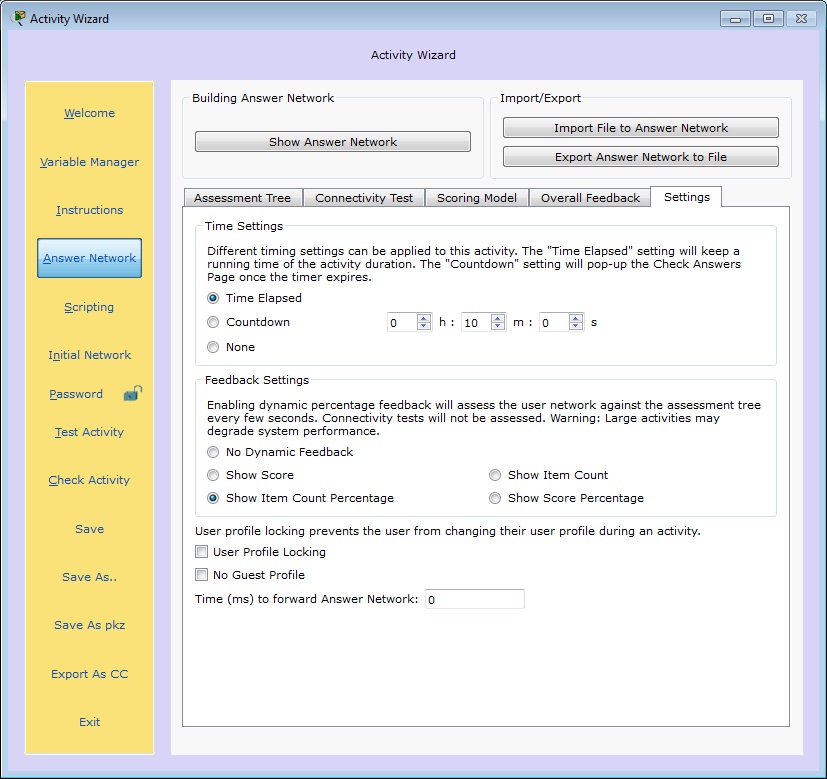 Activity Wizard
Activity Wizard
Welcome
Variable Manager
Instructions
Answer Network
Scripting
Initial Network
Password
Test Activity
Check Activity
Save
Save As..
Save As pkz
Export As CC
Exit
Building Answer Network
Show Answer Network
Import/Export
Import File to Answer Network
Export Answer Network to File
Assessment Tree
Connectivity Test
Scoring Model
Overall Feedback
Settings
Time Settings
Different timing settings can be applied to this activity. The "Time Elapsed" setting will keep a
running time of the activity duration. The "Countdown" setting will pop-up the Check Answers
Page once the timer expires.
Time Elapsed
Countdown 0 h : 10 m : 0 s
None
Feedback Settings
Enabling dynamic percentage feedback will assess the user network against the assessment tree
every few seconds. Connectivity tests will not be assessed. Warning: Large activities may
degrade system performance.
No Dynamic Feedback
Show Score
Show Item Count
Show Item Count Percentage
Show Score Percentage
User profile locking prevents the user from changing their user profile during an activity.
User Profile Locking
No Guest Profile
Time (ms) to forward Answer Network: 0